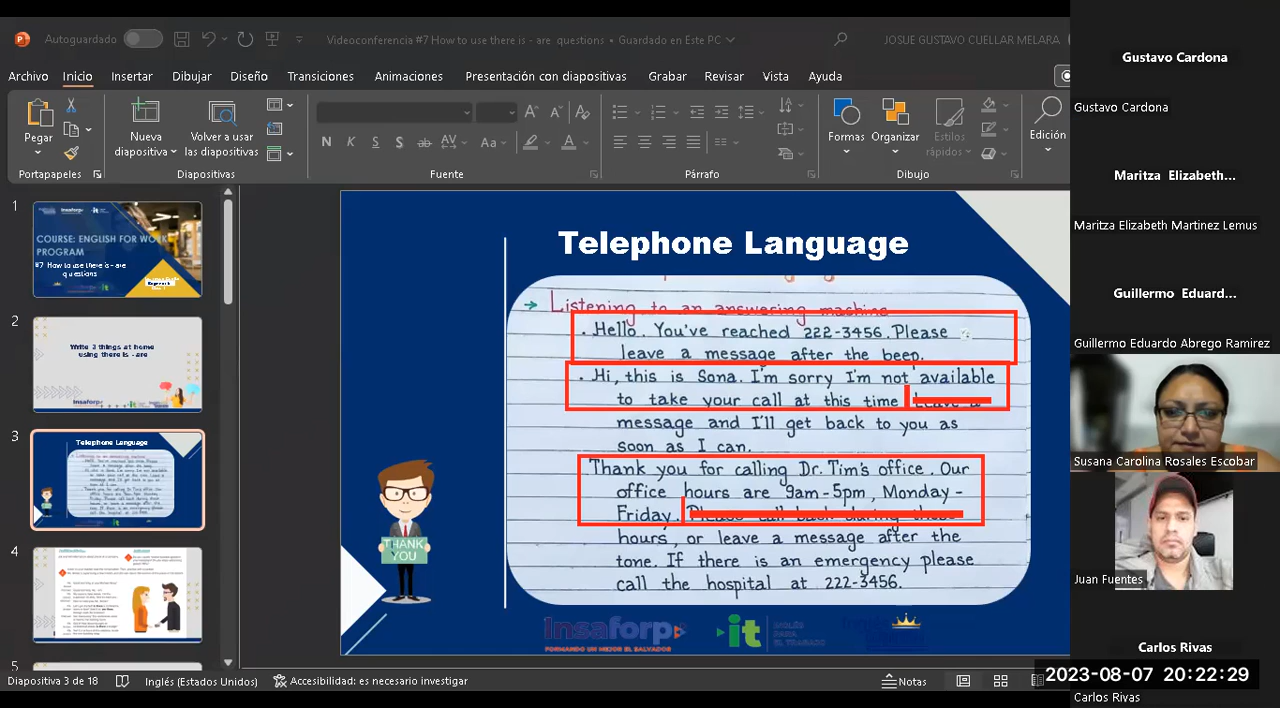 Autoguardado
Videoconferencia #7 How to use there is - are questions • Guardado en Este PC
JOSUE GUSTAVO CUELLAR MELARA
Archivo Inicio Insertar Dibujar Diseño Transiciones Animaciones Presentación con diapositivas Grabar Revisar Vista Ayuda
Pegar
Nueva diapositiva
Volver a usar las diapositivas
N K S S ab AV Aa A
Formas
Organizar
Estilos rápidos
Edición
Portapapeles
Diapositivas
Fuente
Párrafo
Dibujo
1
COURSE: ENGLISH FOR WORK
PROGRAM
#7 How to use there is - are
questions
2
Write 3 things at home
using there is - are
3
Telephone Language
4
5
Telephone Language
→ Listening to an answering machine
. Hello. You've reached 222-3456. Please
leave a message after the beep.
. Hi, this is Sona. I'm sorry I'm not available
to take your call at this time
message and I'll get back to you as
soon as I can.
Thank you for calling Dr. Tim's office. Our
office hours are 9am-5pm, Monday-
Friday.
hours, or leave a message after the
tone. If there is an emergency please
call the hospital at 222-3456.
THANK
YOU
insaforp
FORMANDO UN MEJOR EL SALVADOR
it
INGLÉS
PARA
EL TRABAJO
Diapositiva 3 de 18
Inglés (Estados Unidos)
Accesibilidad: es necesario investigar
Notas
Gustavo Cardona
Gustavo Cardona
Maritza Elizabeth...
Maritza Elizabeth Martinez Lemus
Guillermo Eduard...
Guillermo Eduardo Abrego Ramirez
Susana Carolina Rosales Escobar
Juan Fuentes
Carlos Rivas
2023-08-07 20:22:29
Carlos Rivas